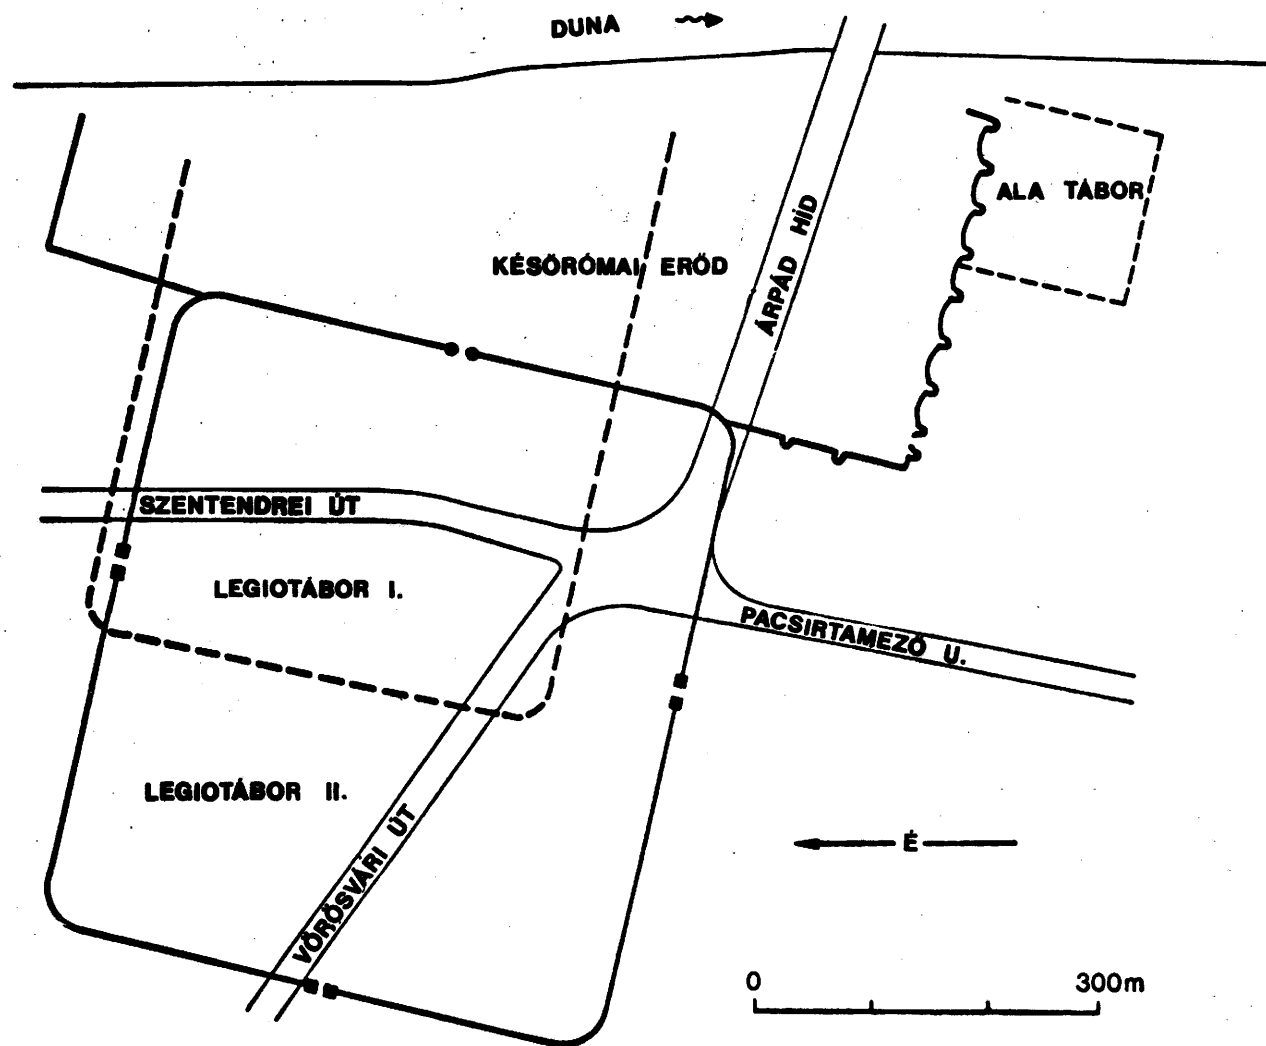 DUNA
ALA TÁBOR
ÁRPÁD HÍD
KÉSŐRÓMAI ERŐD
SZENTENDREI ÚT
LEGIOTÁBOR I.
PACSIRTAMEZŐ U.
LEGIOTÁBOR II.
VÖRÖSVÁRI ÚT
É
0 300m